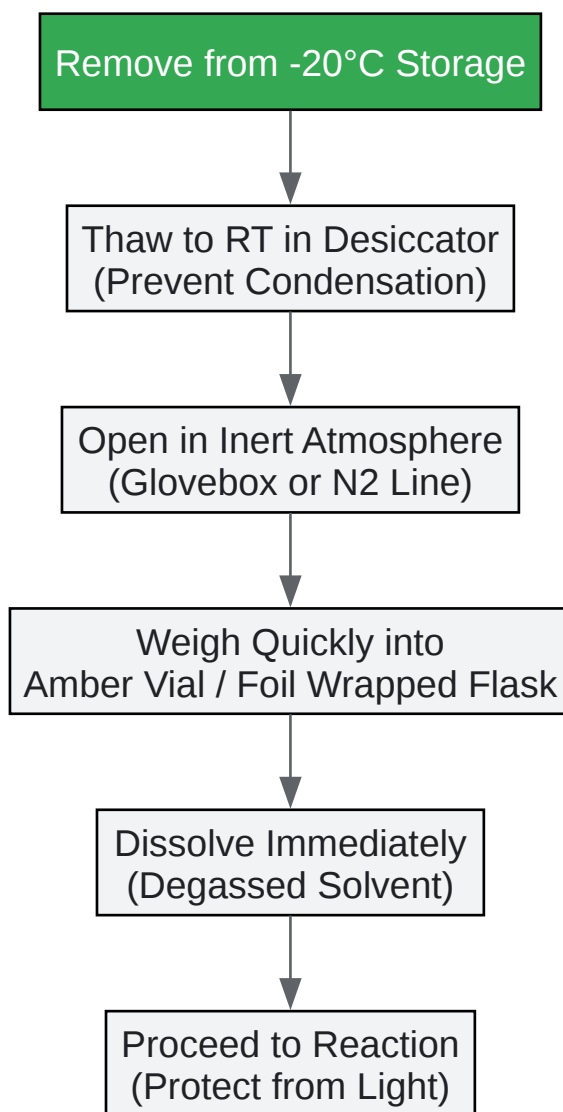 Remove from -20°C Storage
Thaw to RT in Desiccator
(Prevent Condensation)
Open in Inert Atmosphere
(Glovebox or N2 Line)
Weigh Quickly into
Amber Vial / Foil Wrapped Flask
Dissolve Immediately
(Degassed Solvent)
Proceed to Reaction
(Protect from Light)